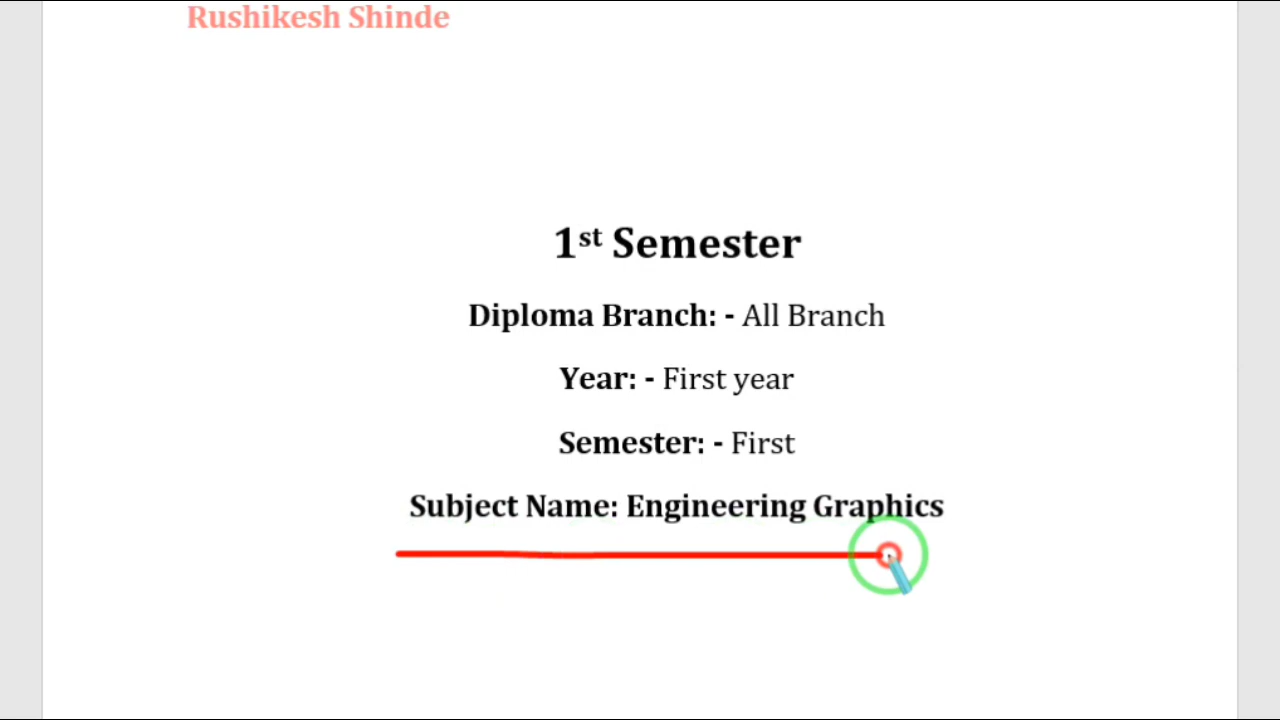 Rushikesh Shinde
1st Semester
Diploma Branch: - All Branch
Year: - First year
Semester: - First
Subject Name: Engineering Graphics